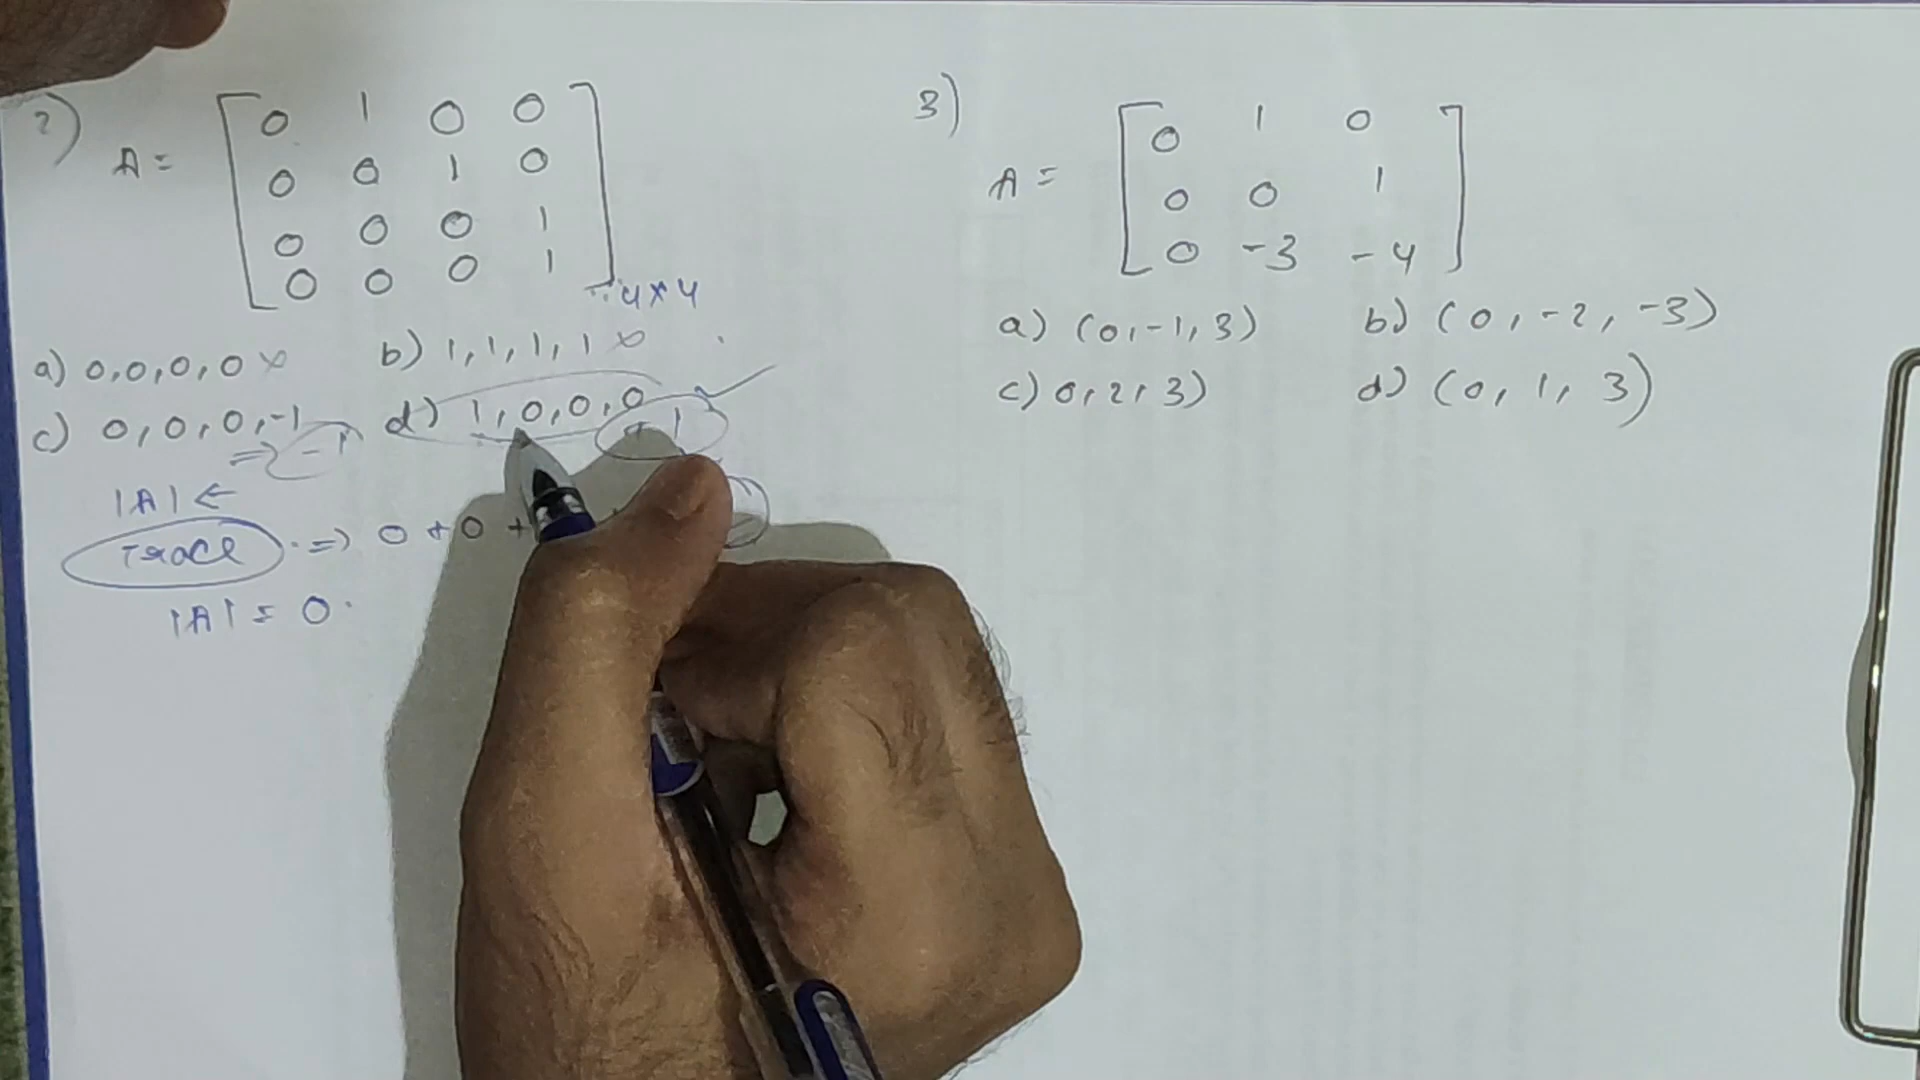 2)
A = [ 0 1 0 0
0 0 1 0
0 0 0 1
0 0 0 1 ] 4×4
a) 0,0,0,0 ×
b) 1,1,1,1 ×
c) 0,0,0,-1
d) 1,0,0,0 ✓
=> -1
+ 1
|A| ←
Trace => 0 + 0 +
|A| = 0.
3)
A = [ 0 1 0
0 0 1
0 -3 -4 ]
a) (0,-1,3)
b) (0,-2,-3)
c) 0,2,3)
d) (0,1,3)